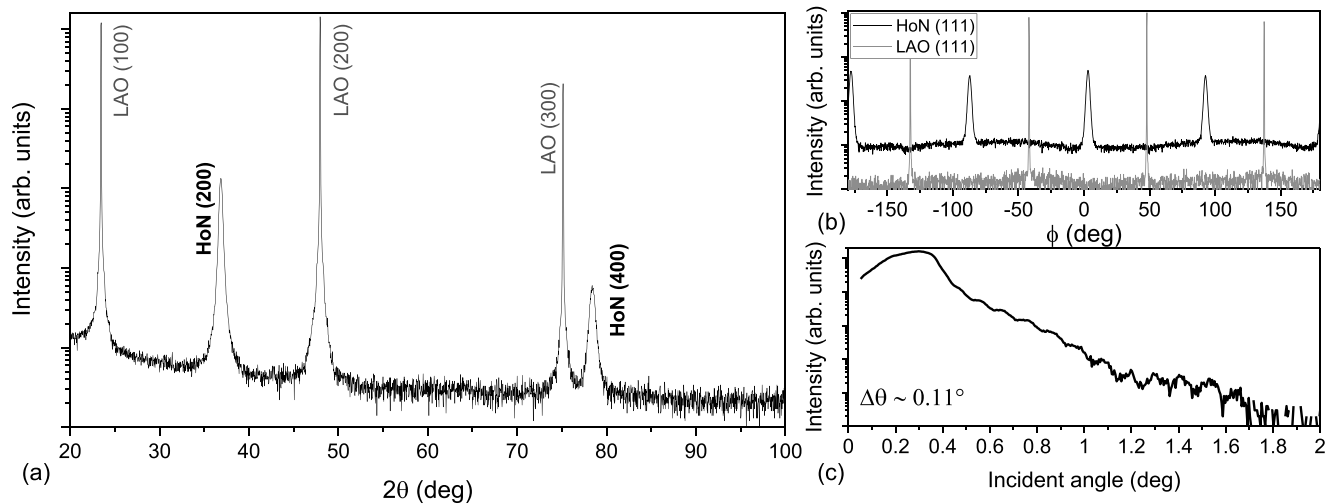 Intensity (arb. units)
LAO (100)
HoN (200)
LAO (200)
LAO (300)
HoN (400)
20 30 40 50 60 70 80 90 100
2θ (deg)
(a)
Intensity (arb. units)
HoN (111)
LAO (111)
-150 -100 -50 0 50 100 150
ϕ (deg)
(b)
Intensity (arb. units)
Δθ ~ 0.11°
0 0.2 0.4 0.6 0.8 1.0 1.2 1.4 1.6 1.8 2
Incident angle (deg)
(c)